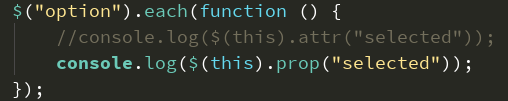 $("option").each(function () {
    //console.log($(this).attr("selected"));
    console.log($(this).prop("selected"));
});